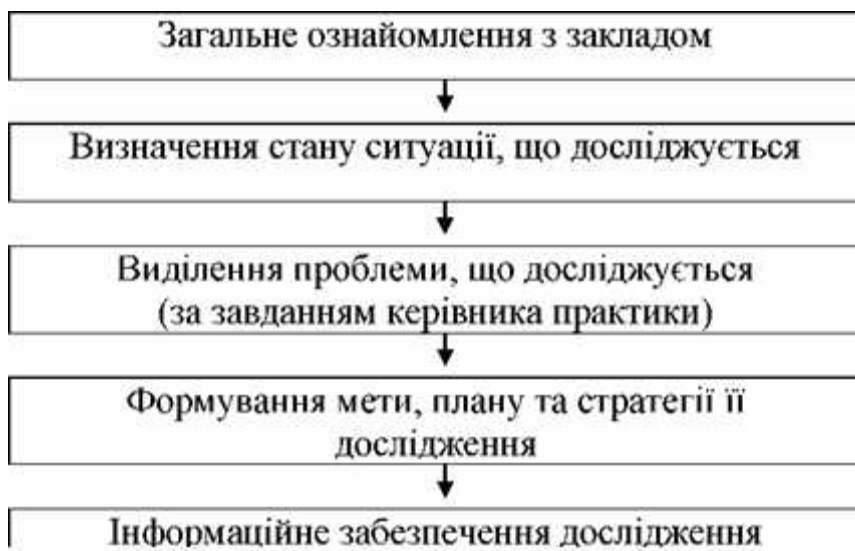 Загальне ознайомлення з закладом
Визначення стану ситуації, що досліджується
Виділення проблеми, що досліджується
(за завданням керівника практики)
Формування мети, плану та стратегії її
дослідження
Інформаційне забезпечення дослідження